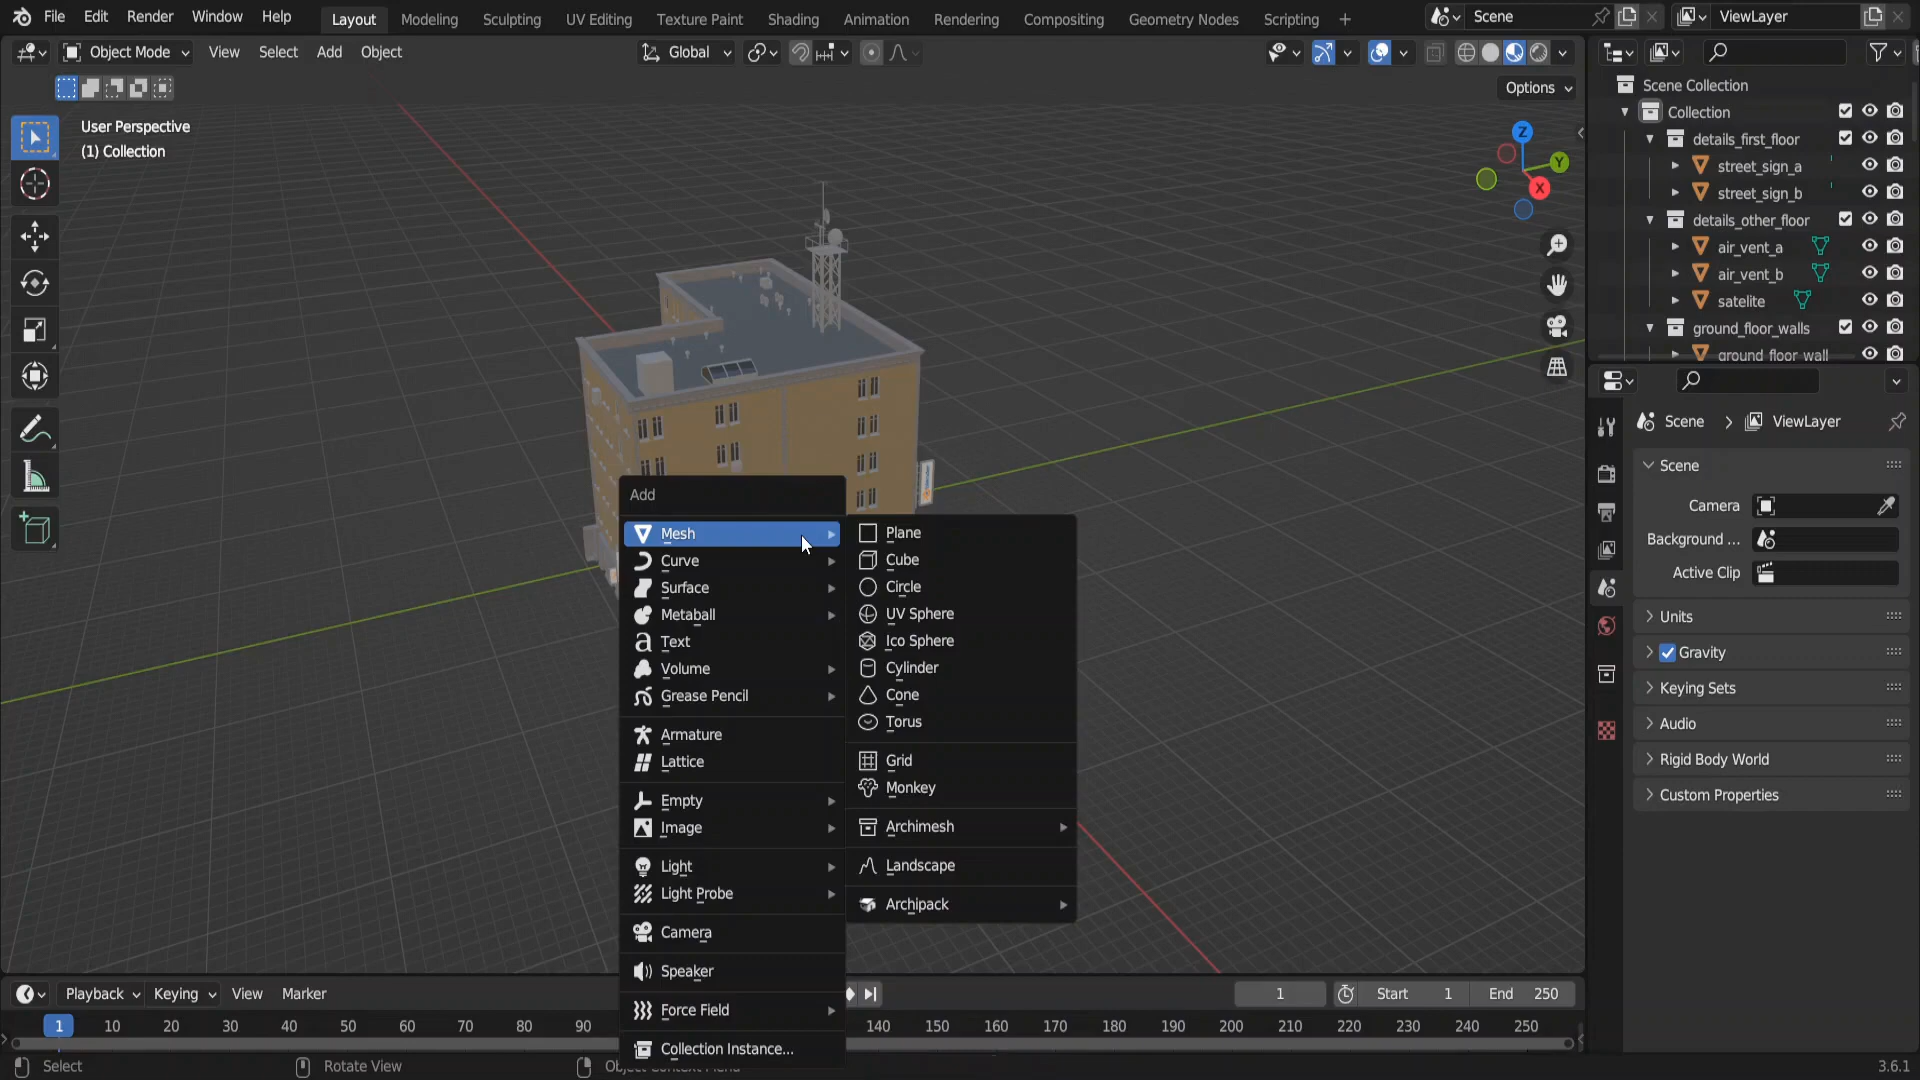 File Edit Render Window Help Layout Modeling Sculpting UV Editing Texture Paint Shading Animation Rendering Compositing Geometry Nodes Scripting + Scene ViewLayer
Object Mode View Select Add Object Global
Options
User Perspective
(1) Collection
Z
Y
X
Scene Collection
Collection
details_first_floor
street_sign_a
street_sign_b
details_other_floor
air_vent_a
air_vent_b
satelite
ground_floor_walls
ground_floor_wall
Scene > ViewLayer
Scene
Camera
Background ...
Active Clip
Units
Gravity
Keying Sets
Audio
Rigid Body World
Custom Properties
Add
Mesh
Curve
Surface
Metaball
Text
Volume
Grease Pencil
Armature
Lattice
Empty
Image
Light
Light Probe
Camera
Speaker
Force Field
Collection Instance...
Plane
Cube
Circle
UV Sphere
Ico Sphere
Cylinder
Cone
Torus
Grid
Monkey
Archimesh
Landscape
Archipack
Playback Keying View Marker 1 Start 1 End 250
1 10 20 30 40 50 60 70 80 90 140 150 160 170 180 190 200 210 220 230 240 250
Select Rotate View 3.6.1